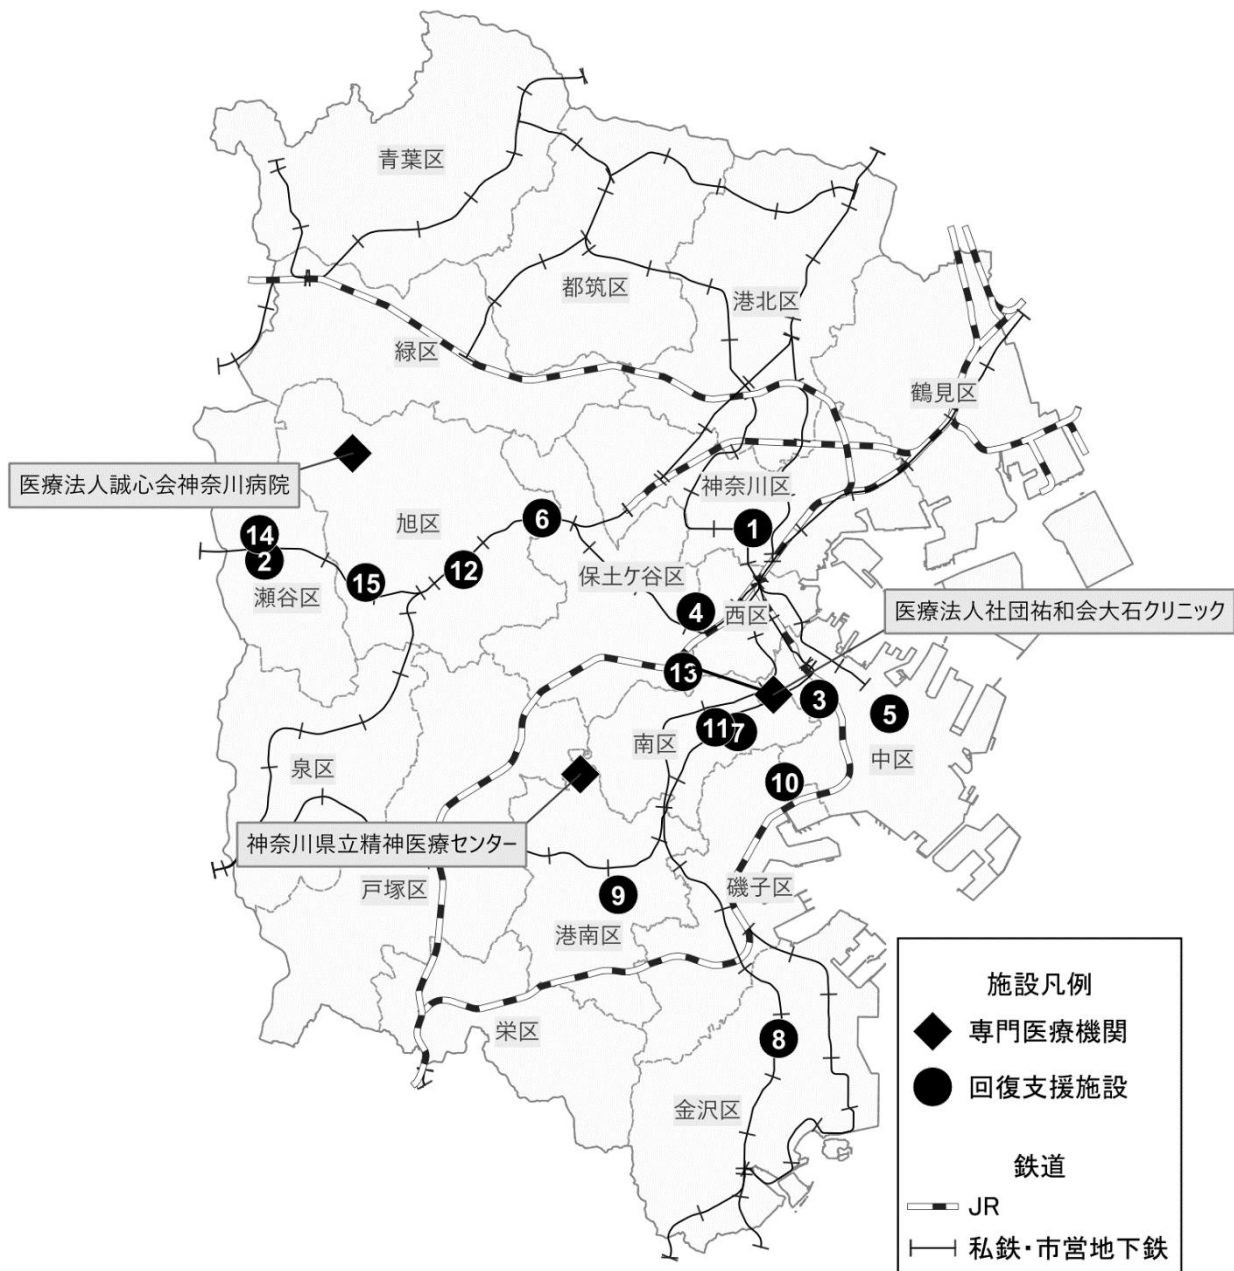 青葉区
都筑区
港北区
緑区
鶴見区
医療法人誠心会神奈川病院
神奈川区
旭区
6
1
14
2
12
15
保土ケ谷区
瀬谷区
4
西区
医療法人社団祐和会大石クリニック
13
3
5
11
7
南区
中区
泉区
10
神奈川県立精神医療センター
戸塚区
9
磯子区
港南区
栄区
8
金沢区
施設凡例
専門医療機関
回復支援施設
鉄道
JR
私鉄・市営地下鉄